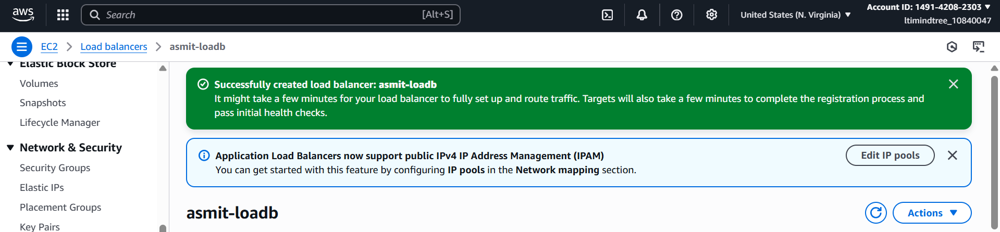 aws
Search
[Alt+S]
United States (N. Virginia)
Account ID: 1491-4208-2303
ltimindtree_10840047
EC2
Load balancers
asmit-loadb
Elastic Block Store
Volumes
Snapshots
Lifecycle Manager
Network & Security
Security Groups
Elastic IPs
Placement Groups
Key Pairs
Successfully created load balancer: asmit-loadb
It might take a few minutes for your load balancer to fully set up and route traffic. Targets will also take a few minutes to complete the registration process and
pass initial health checks.
Application Load Balancers now support public IPv4 IP Address Management (IPAM)
You can get started with this feature by configuring IP pools in the Network mapping section.
Edit IP pools
asmit-loadb
Actions